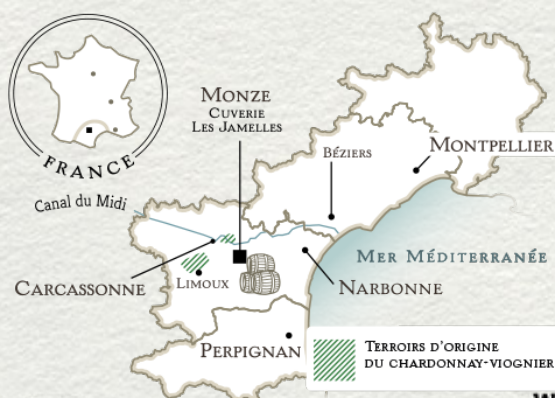 FRANCE
MONZE
CUVERIE
LES JAMELLES
BÉZIERS
MONTPELLIER
Canal du Midi
MER MÉDITERRANÉE
CARCASSONNE
LIMOUX
NARBONNE
PERPIGNAN
TERROIRS D'ORIGINE
DU CHARDONNAY-VIOGNIER